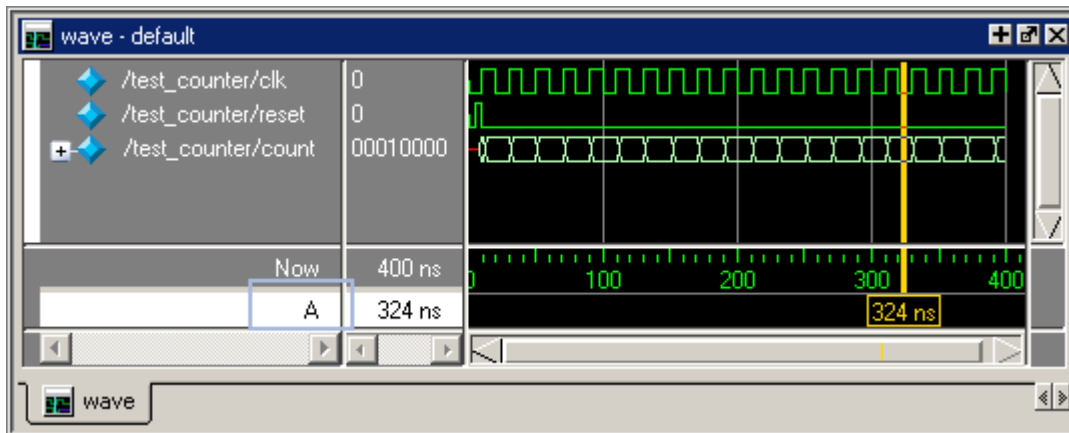 wave - default
/test_counter/clk 0
/test_counter/reset 0
/test_counter/count 00010000
Now 400 ns
0 100 200 300 400
A 324 ns
324 ns
wave